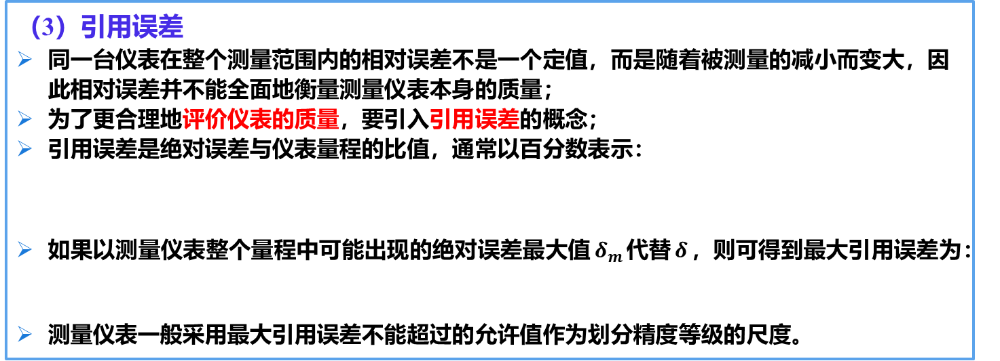 （3）引用误差
➢ 同一台仪表在整个测量范围内的相对误差不是一个定值，而是随着被测量的减小而变大，因
此相对误差并不能全面地衡量测量仪表本身的质量；
➢ 为了更合理地评价仪表的质量，要引入引用误差的概念；
➢ 引用误差是绝对误差与仪表量程的比值，通常以百分数表示：
➢ 如果以测量仪表整个量程中可能出现的绝对误差最大值 δₘ 代替 δ ，则可得到最大引用误差为：
➢ 测量仪表一般采用最大引用误差不能超过的允许值作为划分精度等级的尺度。